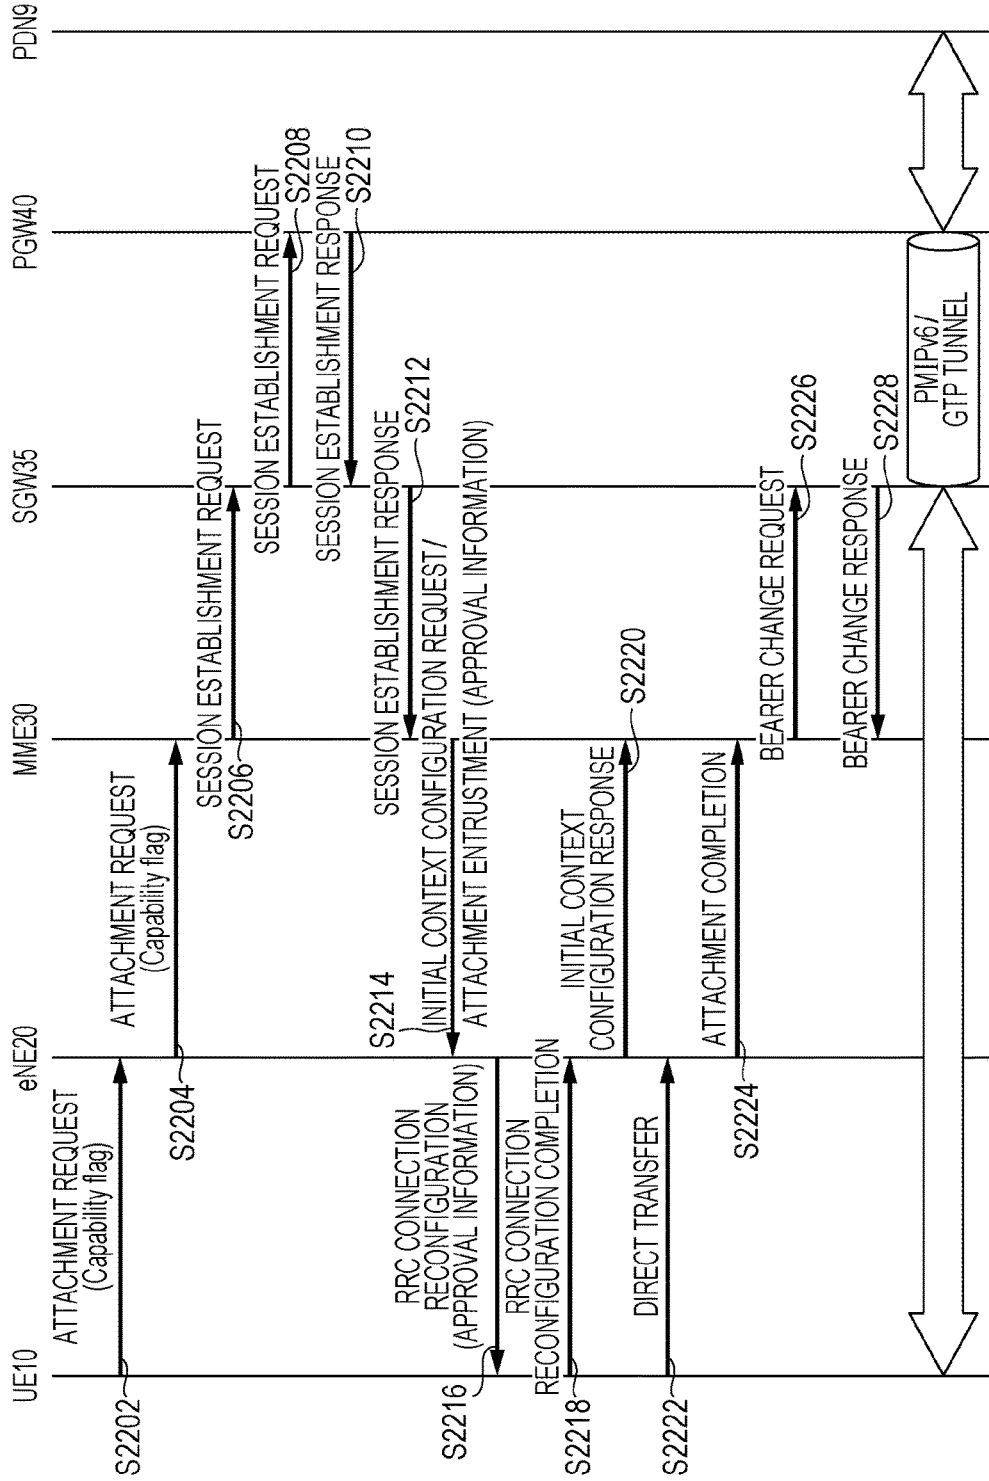 UE10
eNE20
MME30
SGW35
PGW40
PDN9
ATTACHMENT REQUEST
(Capability flag)
S2202
ATTACHMENT REQUEST
(Capability flag)
S2204
SESSION ESTABLISHMENT REQUEST
S2206
SESSION ESTABLISHMENT REQUEST
S2208
SESSION ESTABLISHMENT RESPONSE
S2210
SESSION ESTABLISHMENT RESPONSE
S2212
S2214
INITIAL CONTEXT CONFIGURATION REQUEST /
ATTACHMENT ENTRUSTMENT (APPROVAL INFORMATION)
RRC CONNECTION
RECONFIGURATION
(APPROVAL INFORMATION)
S2216
RRC CONNECTION
RECONFIGURATION COMPLETION
S2218
INITIAL CONTEXT
CONFIGURATION RESPONSE
S2220
DIRECT TRANSFER
S2222
ATTACHMENT COMPLETION
S2224
BEARER CHANGE REQUEST
S2226
BEARER CHANGE RESPONSE
S2228
PMIPv6/
GTP TUNNEL